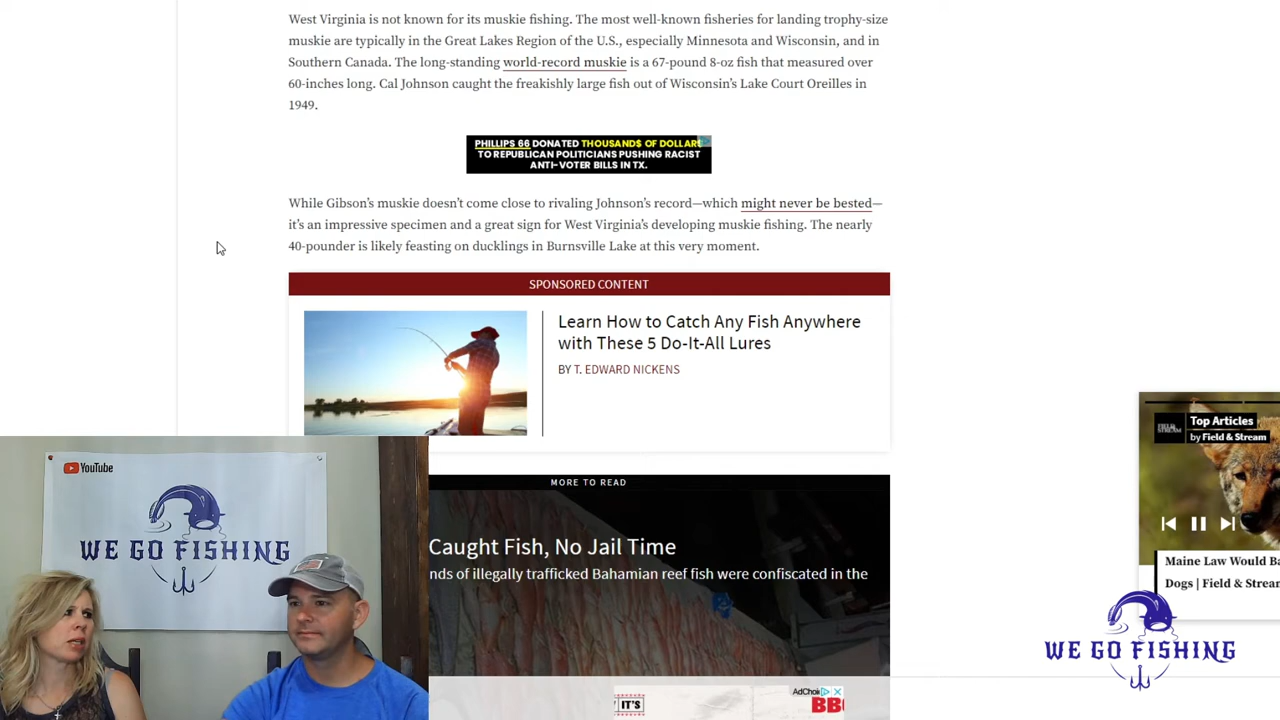 West Virginia is not known for its muskie fishing. The most well-known fisheries for landing trophy-size
muskie are typically in the Great Lakes Region of the U.S., especially Minnesota and Wisconsin, and in
Southern Canada. The long-standing world-record muskie is a 67-pound 8-oz fish that measured over
60-inches long. Cal Johnson caught the freakishly large fish out of Wisconsin's Lake Court Oreilles in
1949.
PHILLIPS 66 DONATED THOUSAND$ OF DOLLAR
TO REPUBLICAN POLITICIANS PUSHING RACIST
ANTI-VOTER BILLS IN TX.
While Gibson's muskie doesn't come close to rivaling Johnson's record—which might never be bested—
it's an impressive specimen and a great sign for West Virginia's developing muskie fishing. The nearly
40-pounder is likely feasting on ducklings in Burnsville Lake at this very moment.
SPONSORED CONTENT
Learn How to Catch Any Fish Anywhere
with These 5 Do-It-All Lures
BY T. EDWARD NICKENS
MORE TO READ
Caught Fish, No Jail Time
nds of illegally trafficked Bahamian reef fish were confiscated in the
FIELD & STREAM
Top Articles
by Field & Stream
Maine Law Would Ba
Dogs | Field & Stream
YouTube
WE GO FISHING
WE GO FISHING
IT'S
AdChoi
BB